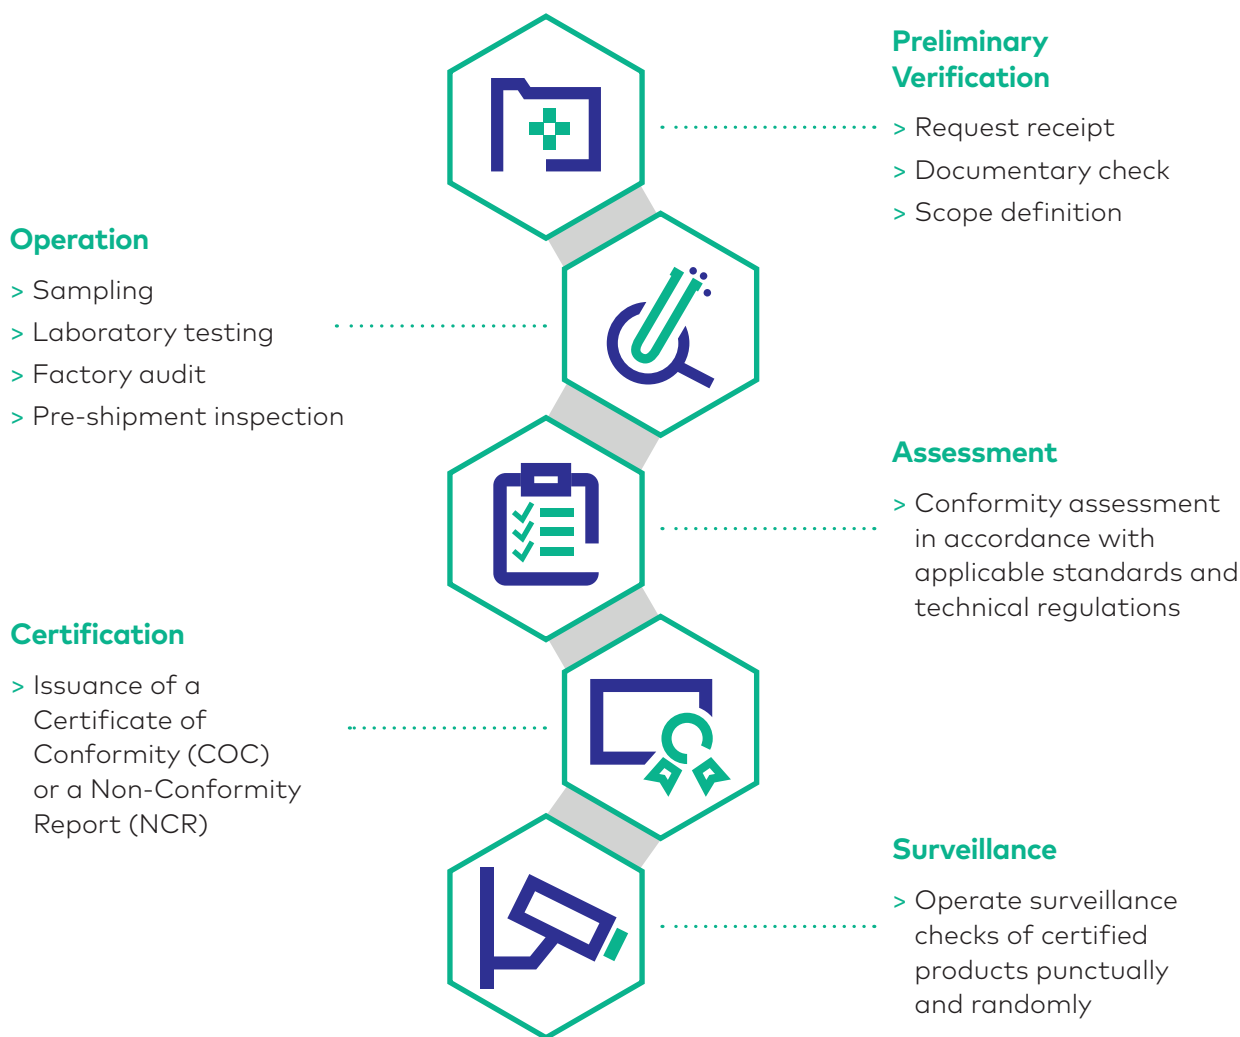 Preliminary
Verification
> Request receipt
> Documentary check
> Scope definition
Operation
> Sampling
> Laboratory testing
> Factory audit
> Pre-shipment inspection
Assessment
> Conformity assessment
in accordance with
applicable standards and
technical regulations
Certification
> Issuance of a
Certificate of
Conformity (COC)
or a Non-Conformity
Report (NCR)
Surveillance
> Operate surveillance
checks of certified
products punctually
and randomly